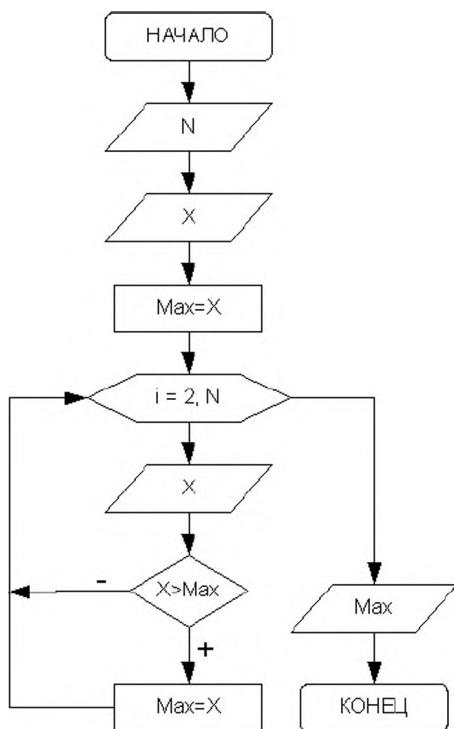 НАЧАЛО
N
X
Max=X
i = 2, N
X
X>Max
-
+
Max=X
Max
КОНЕЦ